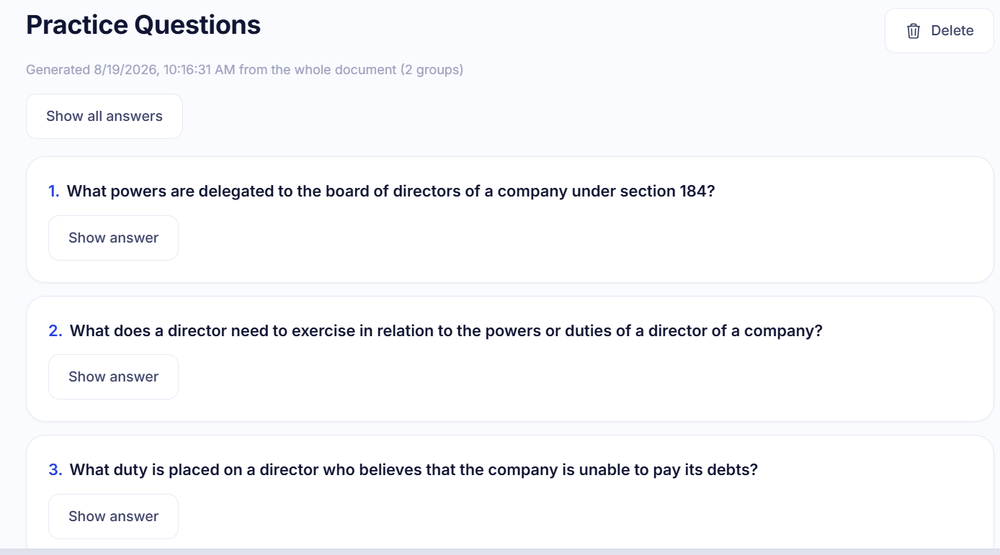 Practice Questions
Delete
Generated 8/19/2026, 10:16:31 AM from the whole document (2 groups)
Show all answers
1. What powers are delegated to the board of directors of a company under section 184?
Show answer
2. What does a director need to exercise in relation to the powers or duties of a director of a company?
Show answer
3. What duty is placed on a director who believes that the company is unable to pay its debts?
Show answer